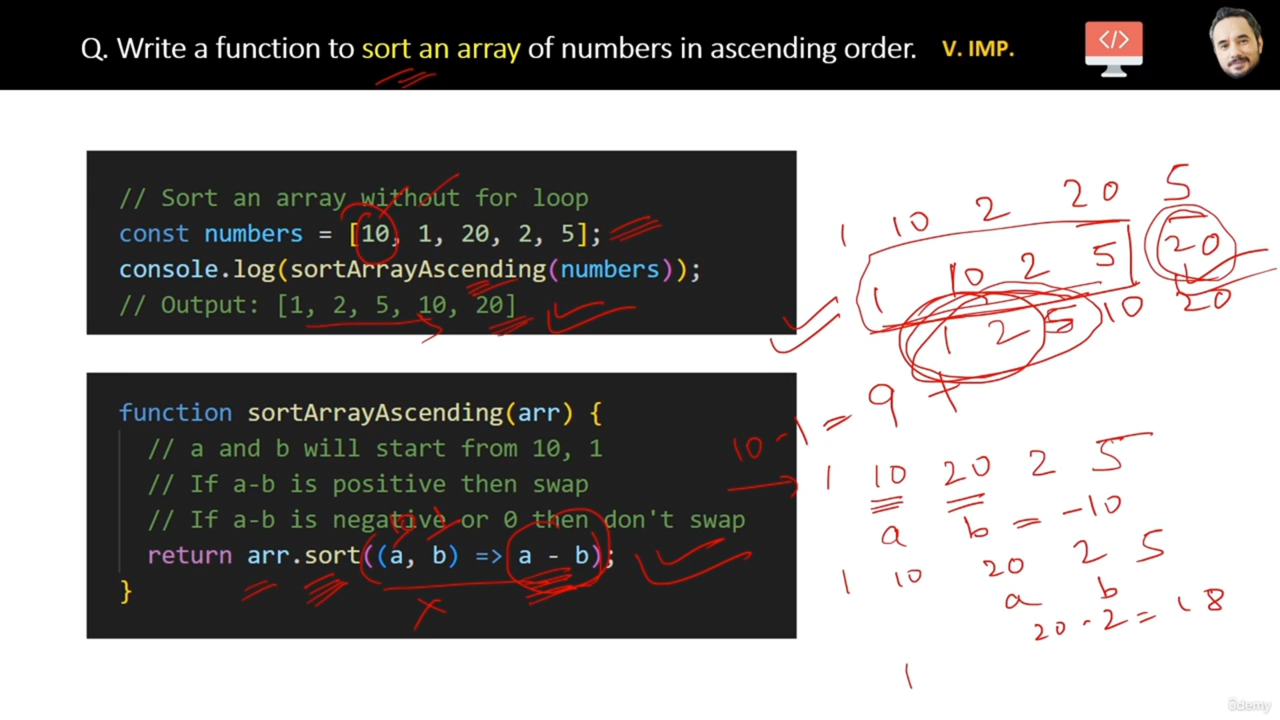 Q. Write a function to sort an array of numbers in ascending order. V. IMP.
</>
// Sort an array without for loop
const numbers = [10, 1, 20, 2, 5];
console.log(sortArrayAscending(numbers));
// Output: [1, 2, 5, 10, 20]
function sortArrayAscending(arr) {
// a and b will start from 10, 1
// If a-b is positive then swap
// If a-b is negative or 0 then don't swap
return arr.sort((a, b) => a - b);
}
1 10 2 20 5
1 10 2 5 20
1 2 5 10 20
10 - 1 = 9 +
1 10 20 2 5
a b = -10
1 10 20 2 5
a b
20 - 2 = 18
1
ûdemy